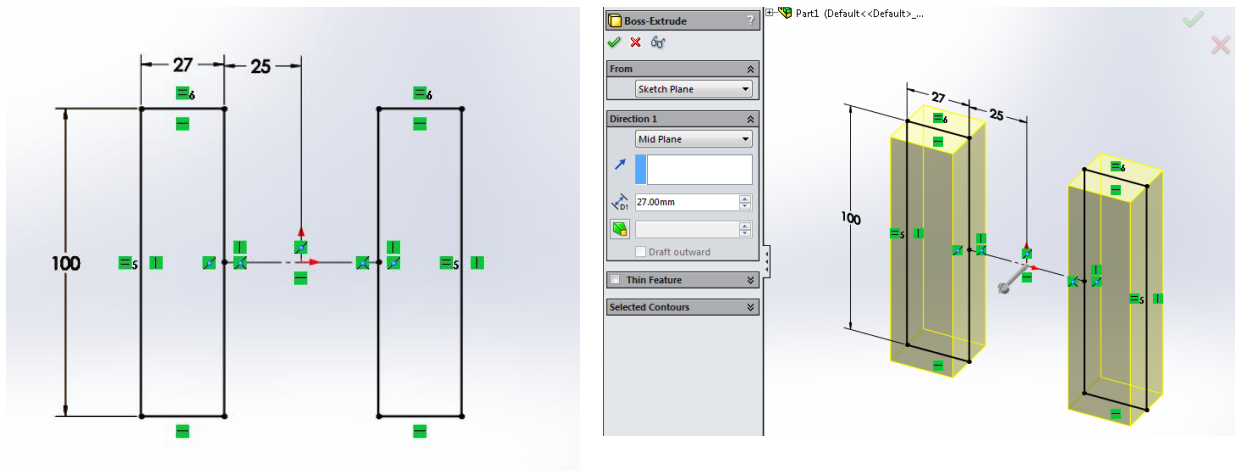 27
25
6
6
100
5
5
Boss-Extrude
?
From
Sketch Plane
Direction 1
Mid Plane
D1
27.00mm
Draft outward
Thin Feature
Selected Contours
Part1 (Default<<Default>_...
27
25
6
6
100
5
5